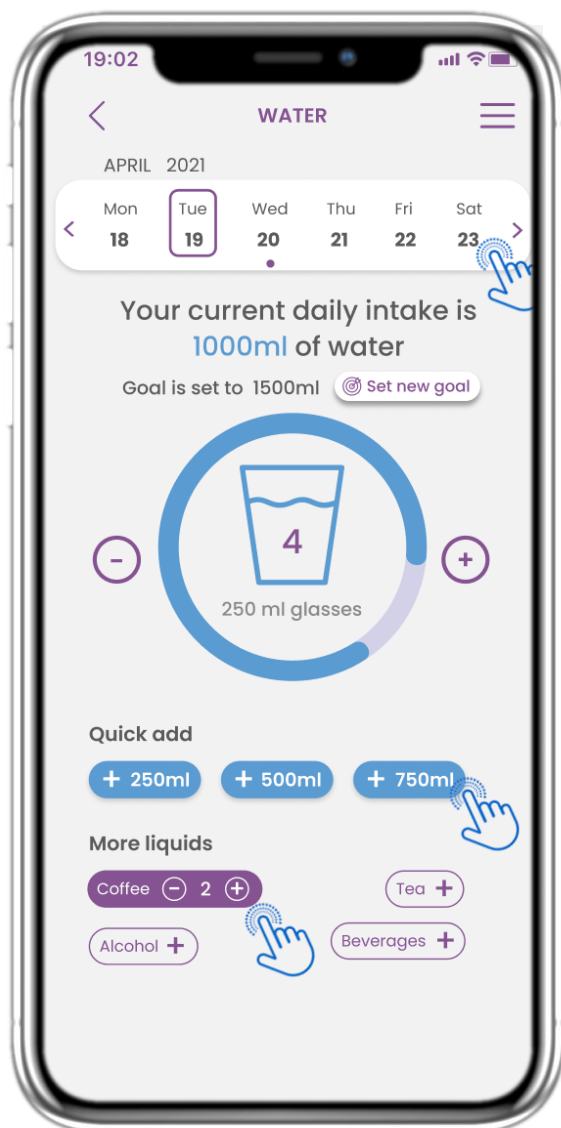 19:02
WATER
APRIL 2021
Mon Tue Wed Thu Fri Sat
18 19 20 21 22 23
Your current daily intake is
1000ml of water
Goal is set to 1500ml Set new goal
4
- +
250 ml glasses
Quick add
+ 250ml + 500ml + 750ml
More liquids
Coffee - 2 + Tea +
Alcohol + Beverages +